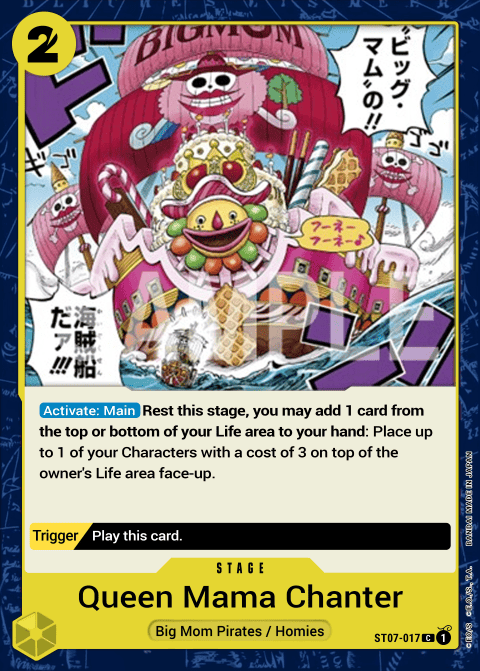 2
BIGMOM
“ビッグ・
マム”の!!
フーネー
フーネー♪
海賊船
だァ!!!
SAMPLE
Activate: Main Rest this stage, you may add 1 card from
the top or bottom of your Life area to your hand: Place up
to 1 of your Characters with a cost of 3 on top of the
owner's Life area face-up.
Trigger Play this card.
STAGE
Queen Mama Chanter
Big Mom Pirates / Homies
ST07-017 C 1
©E.O/S ©E.O./S., T.A. BANDAI MADE IN JAPAN